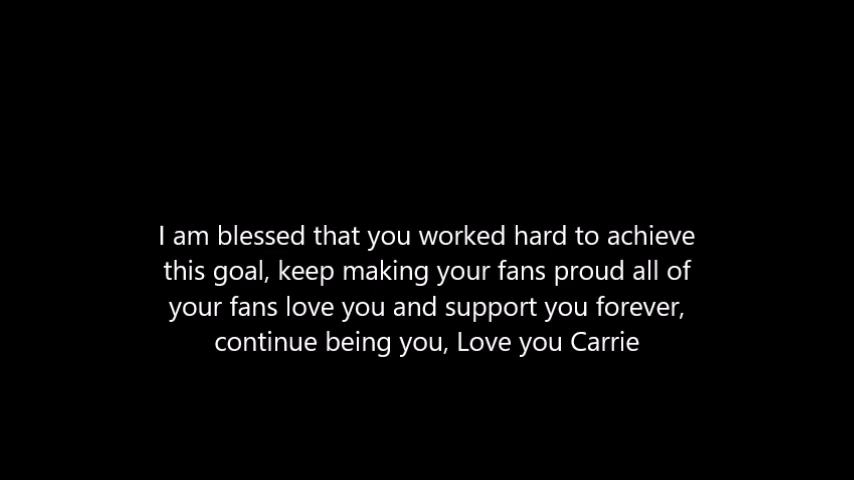 I am blessed that you worked hard to achieve
this goal, keep making your fans proud all of
your fans love you and support you forever,
continue being you, Love you Carrie